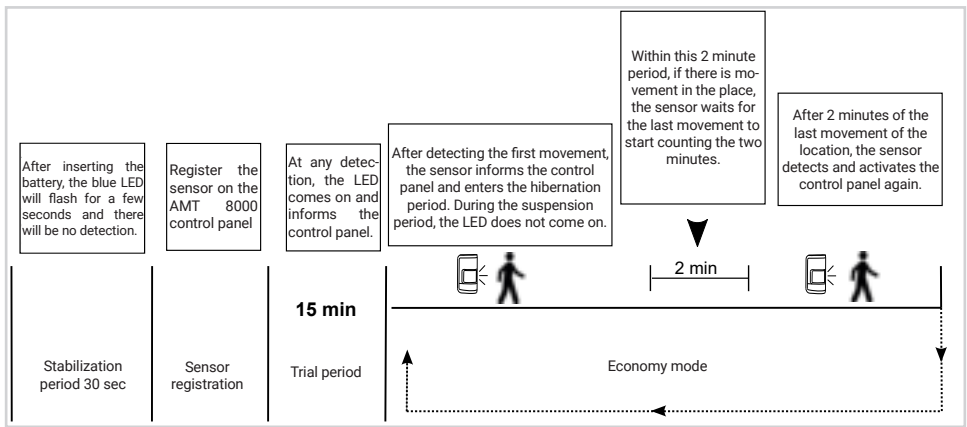 After inserting the
battery, the blue LED
will flash for a few
seconds and there
will be no detection.
Register the
sensor on the
AMT 8000
control panel
At any detec-
tion, the LED
comes on and
informs the
control panel.
After detecting the first movement,
the sensor informs the control
panel and enters the hibernation
period. During the suspension
period, the LED does not come on.
Within this 2 minute
period, if there is mo-
vement in the place,
the sensor waits for
the last movement to
start counting the two
minutes.
After 2 minutes of the
last movement of the
location, the sensor
detects and activates the
control panel again.
2 min
15 min
Stabilization
period 30 sec
Sensor
registration
Trial period
Economy mode